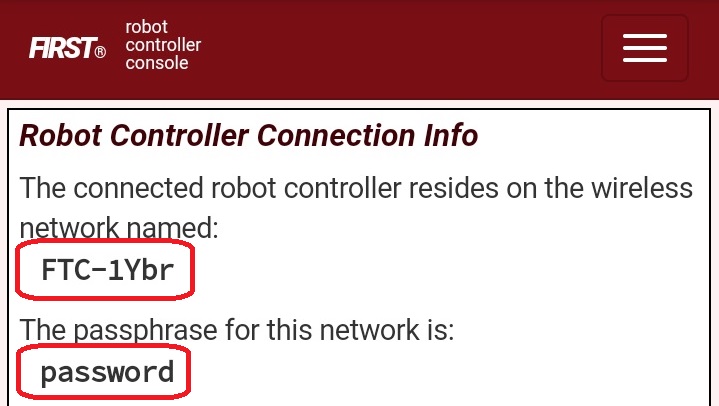 FIRST®
robot
controller
console
Robot Controller Connection Info
The connected robot controller resides on the wireless
network named:
FTC-1Ybr
The passphrase for this network is:
password